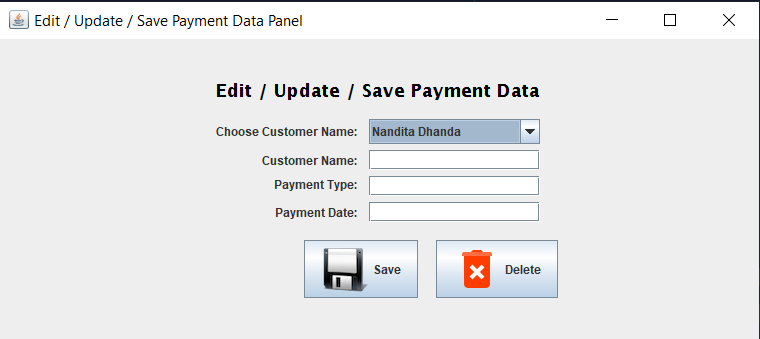 Edit / Update / Save Payment Data Panel
Edit / Update / Save Payment Data
Choose Customer Name: Nandita Dhanda
Customer Name:
Payment Type:
Payment Date:
Save Delete